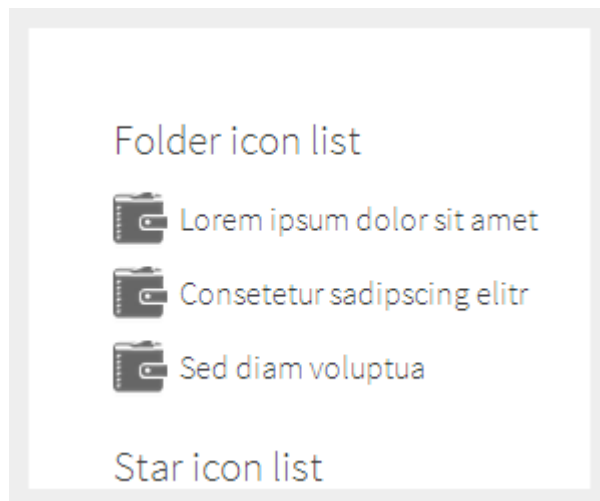 Folder icon list
Lorem ipsum dolor sit amet
Consetetur sadipscing elitr
Sed diam voluptua
Star icon list